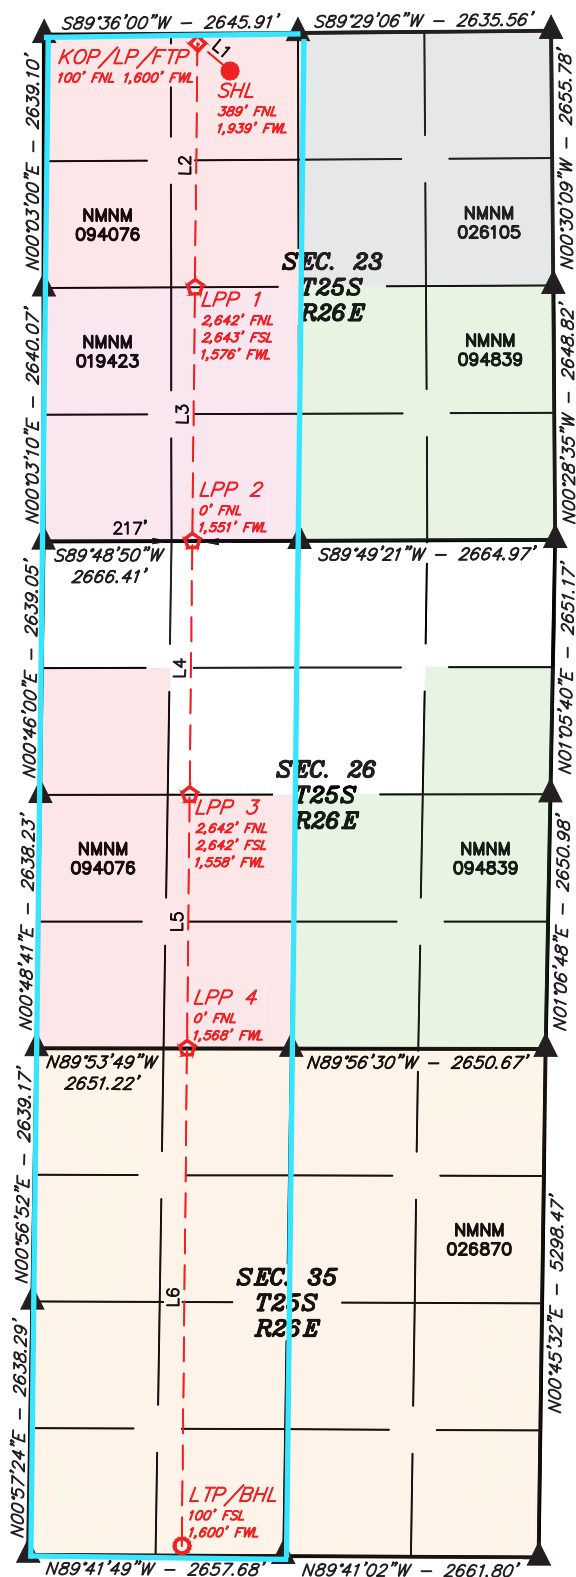 S89°36'00"W - 2645.91'
S89°29'06"W - 2635.56'
KOP/LP/FTP
100' FNL 1,600' FWL
L1
SHL
389' FNL
1,939' FWL
N00°03'00"E - 2639.10'
N00°30'09"W - 2655.78'
L2
NMNM
094076
NMNM
026105
SEC. 23
T25S
R26E
LPP 1
2,642' FNL
2,643' FSL
1,576' FWL
NMNM
019423
NMNM
094839
N00°03'10"E - 2640.07'
N00°28'35"W - 2648.82'
L3
LPP 2
0' FNL
1,551' FWL
217'
S89°48'50"W
2666.41'
S89°49'21"W - 2664.97'
N00°46'00"E - 2639.05'
N01°05'40"E - 2651.17'
L4
SEC. 26
T25S
R26E
LPP 3
2,642' FNL
2,642' FSL
1,558' FWL
NMNM
094076
NMNM
094839
N00°48'41"E - 2638.23'
N01°06'48"E - 2650.98'
L5
LPP 4
0' FNL
1,568' FWL
N89°53'49"W
2651.22'
N89°56'30"W - 2650.67'
N00°56'52"E - 2639.17'
NMNM
026870
N00°45'32"E - 5298.47'
SEC. 35
T25S
R26E
L6
N00°57'24"E - 2638.29'
LTP/BHL
100' FSL
1,600' FWL
N89°41'49"W - 2657.68'
N89°41'02"W - 2661.80'